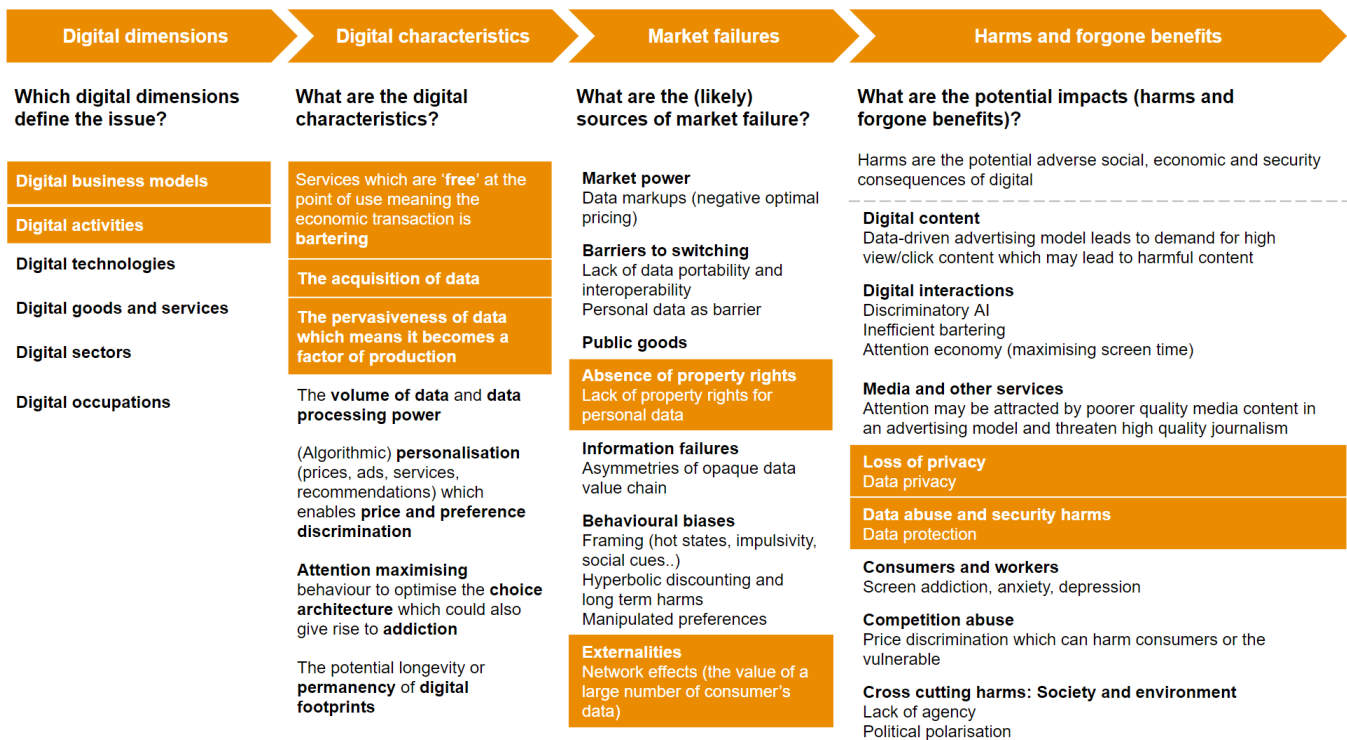 Digital dimensions
Digital characteristics
Market failures
Harms and forgone benefits
Which digital dimensions
define the issue?
Digital business models
Digital activities
Digital technologies
Digital goods and services
Digital sectors
Digital occupations
What are the digital
characteristics?
Services which are ‘free’ at the
point of use meaning the
economic transaction is
bartering
The acquisition of data
The pervasiveness of data
which means it becomes a
factor of production
The volume of data and data
processing power
(Algorithmic) personalisation
(prices, ads, services,
recommendations) which
enables price and preference
discrimination
Attention maximising
behaviour to optimise the choice
architecture which could also
give rise to addiction
The potential longevity or
permanency of digital
footprints
What are the (likely)
sources of market failure?
Market power
Data markups (negative optimal
pricing)
Barriers to switching
Lack of data portability and
interoperability
Personal data as barrier
Public goods
Absence of property rights
Lack of property rights for
personal data
Information failures
Asymmetries of opaque data
value chain
Behavioural biases
Framing (hot states, impulsivity,
social cues..)
Hyperbolic discounting and
long term harms
Manipulated preferences
Externalities
Network effects (the value of a
large number of consumer’s
data)
What are the potential impacts (harms and
forgone benefits)?
Harms are the potential adverse social, economic and security
consequences of digital
Digital content
Data-driven advertising model leads to demand for high
view/click content which may lead to harmful content
Digital interactions
Discriminatory AI
Inefficient bartering
Attention economy (maximising screen time)
Media and other services
Attention may be attracted by poorer quality media content in
an advertising model and threaten high quality journalism
Loss of privacy
Data privacy
Data abuse and security harms
Data protection
Consumers and workers
Screen addiction, anxiety, depression
Competition abuse
Price discrimination which can harm consumers or the
vulnerable
Cross cutting harms: Society and environment
Lack of agency
Political polarisation